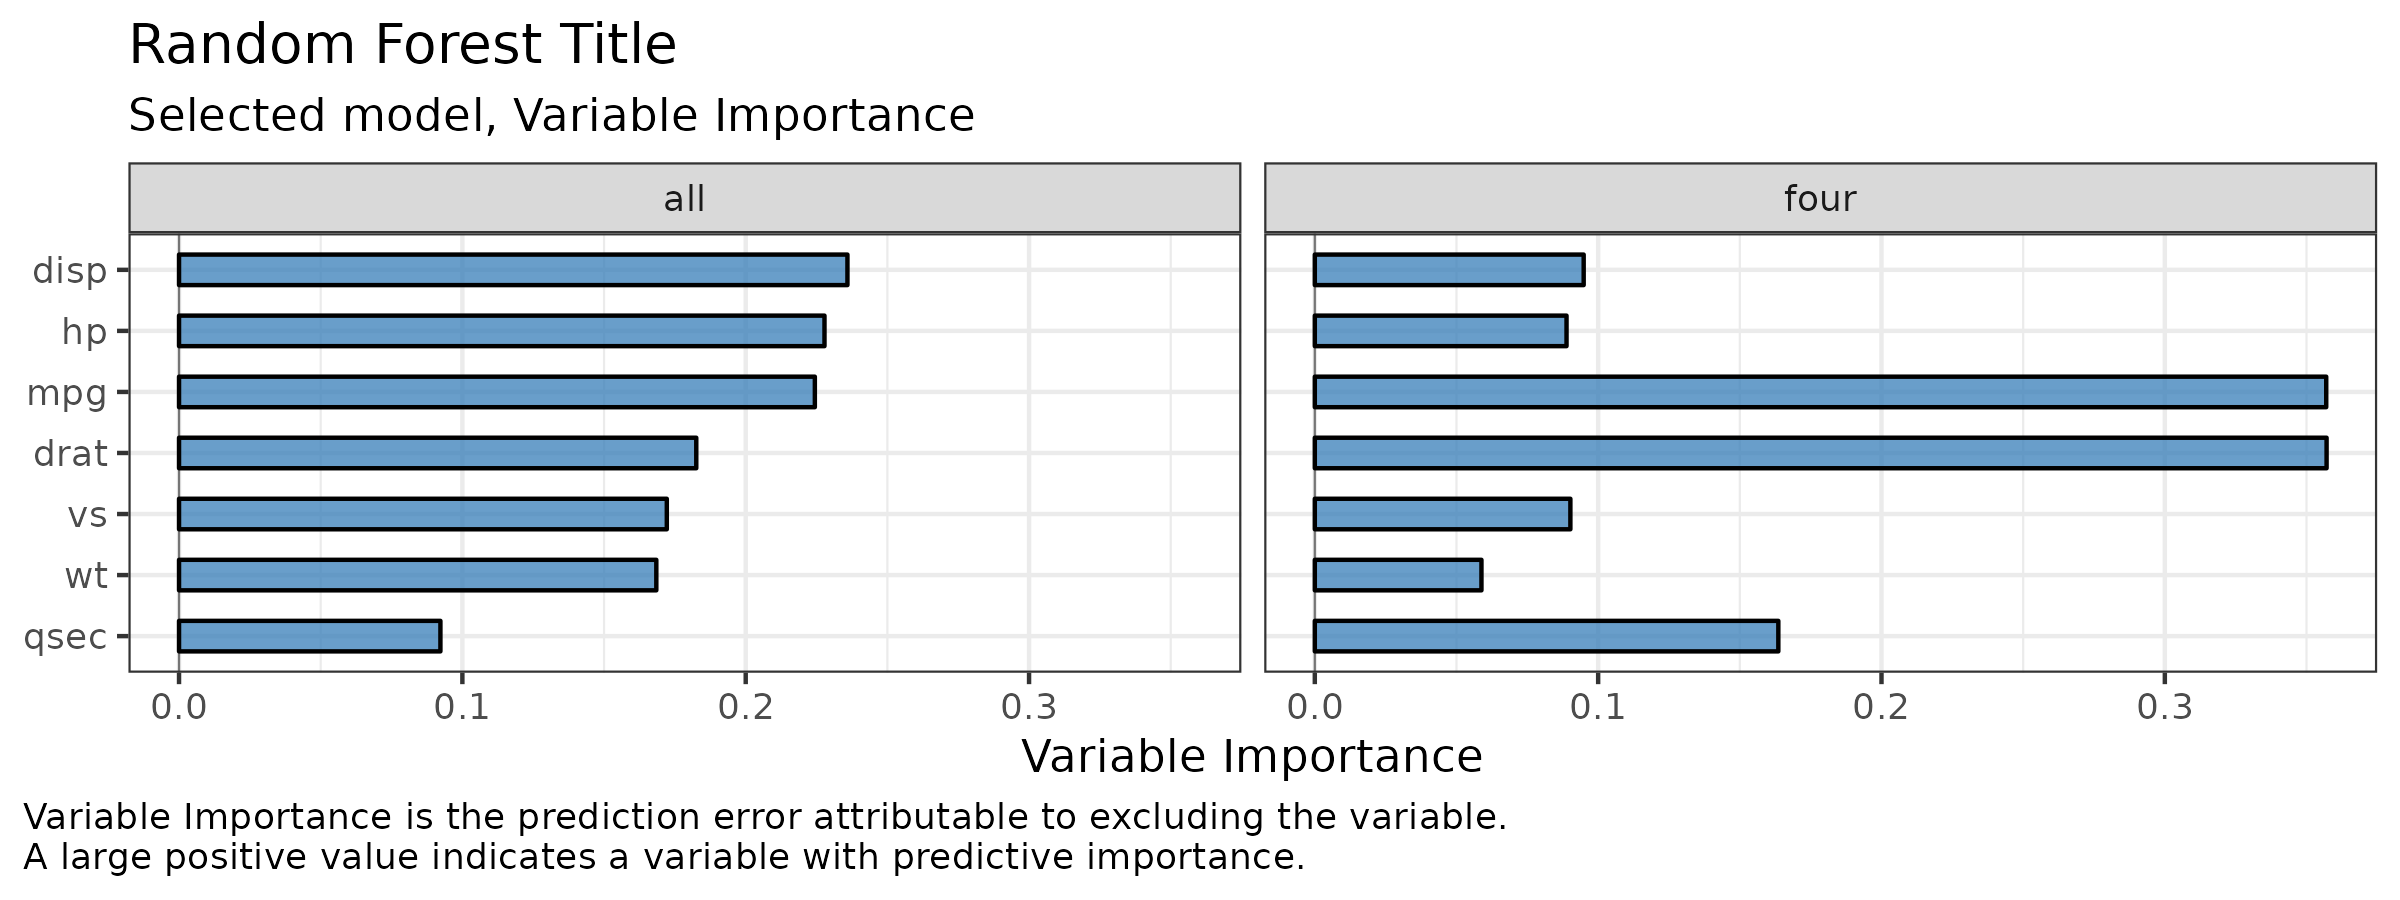 Random Forest Title
Selected model, Variable Importance
all
four
disp
hp
mpg
drat
vs
wt
qsec
0.0 0.1 0.2 0.3 0.0 0.1 0.2 0.3
Variable Importance
Variable Importance is the prediction error attributable to excluding the variable.
A large positive value indicates a variable with predictive importance.